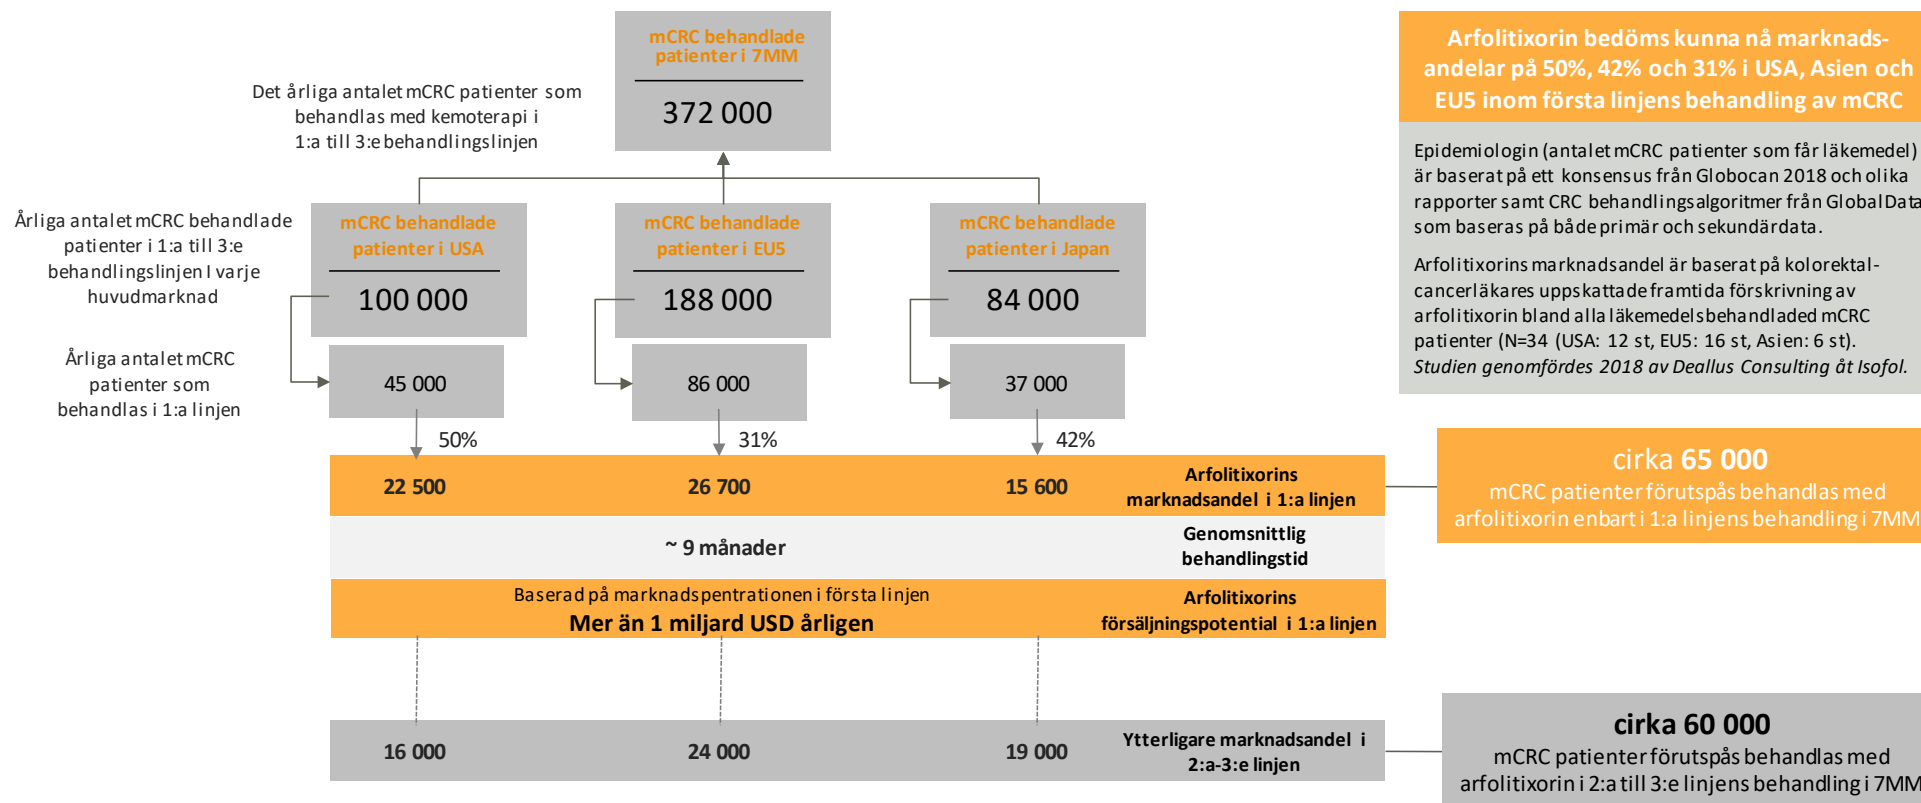 mCRC behandlade
patienter i 7MM
372 000
Det årliga antalet mCRC patienter som
behandlas med kemoterapi i
1:a till 3:e behandlingslinjen
Årliga antalet mCRC behandlade
patienter i 1:a till 3:e
behandlingslinjen I varje
huvudmarknad
mCRC behandlade
patienter i USA
100 000
mCRC behandlade
patienter i EU5
188 000
mCRC behandlade
patienter i Japan
84 000
Årliga antalet mCRC
patienter som
behandlas i 1:a linjen
45 000
86 000
37 000
50%
31%
42%
22 500
26 700
15 600
Arfolitixorins
marknadsandel i 1:a linjen
~ 9 månader
Genomsnittlig
behandlingstid
Baserad på marknadspentrationen i första linjen
Mer än 1 miljard USD årligen
Arfolitixorins
försäljningspotential i 1:a linjen
16 000
24 000
19 000
Ytterligare marknadsandel i
2:a-3:e linjen
Arfolitixorin bedöms kunna nå marknads-
andelar på 50%, 42% och 31% i USA, Asien och
EU5 inom första linjens behandling av mCRC
Epidemiologin (antalet mCRC patienter som får läkemedel)
är baserat på ett konsensus från Globocan 2018 och olika
rapporter samt CRC behandlingsalgoritmer från GlobalData
som baseras på både primär och sekundärdata.
Arfolitixorins marknadsandel är baserat på kolorektal-
cancerläkares uppskattade framtida förskrivning av
arfolitixorin bland alla läkemedelsbehandladed mCRC
patienter (N=34 (USA: 12 st, EU5: 16 st, Asien: 6 st).
Studien genomfördes 2018 av Deallus Consulting åt Isofol.
cirka 65 000
mCRC patienter förutspås behandlas med
arfolitixorin enbart i 1:a linjens behandling i 7MM
cirka 60 000
mCRC patienter förutspås behandlas med
arfolitixorin i 2:a till 3:e linjens behandling i 7MM